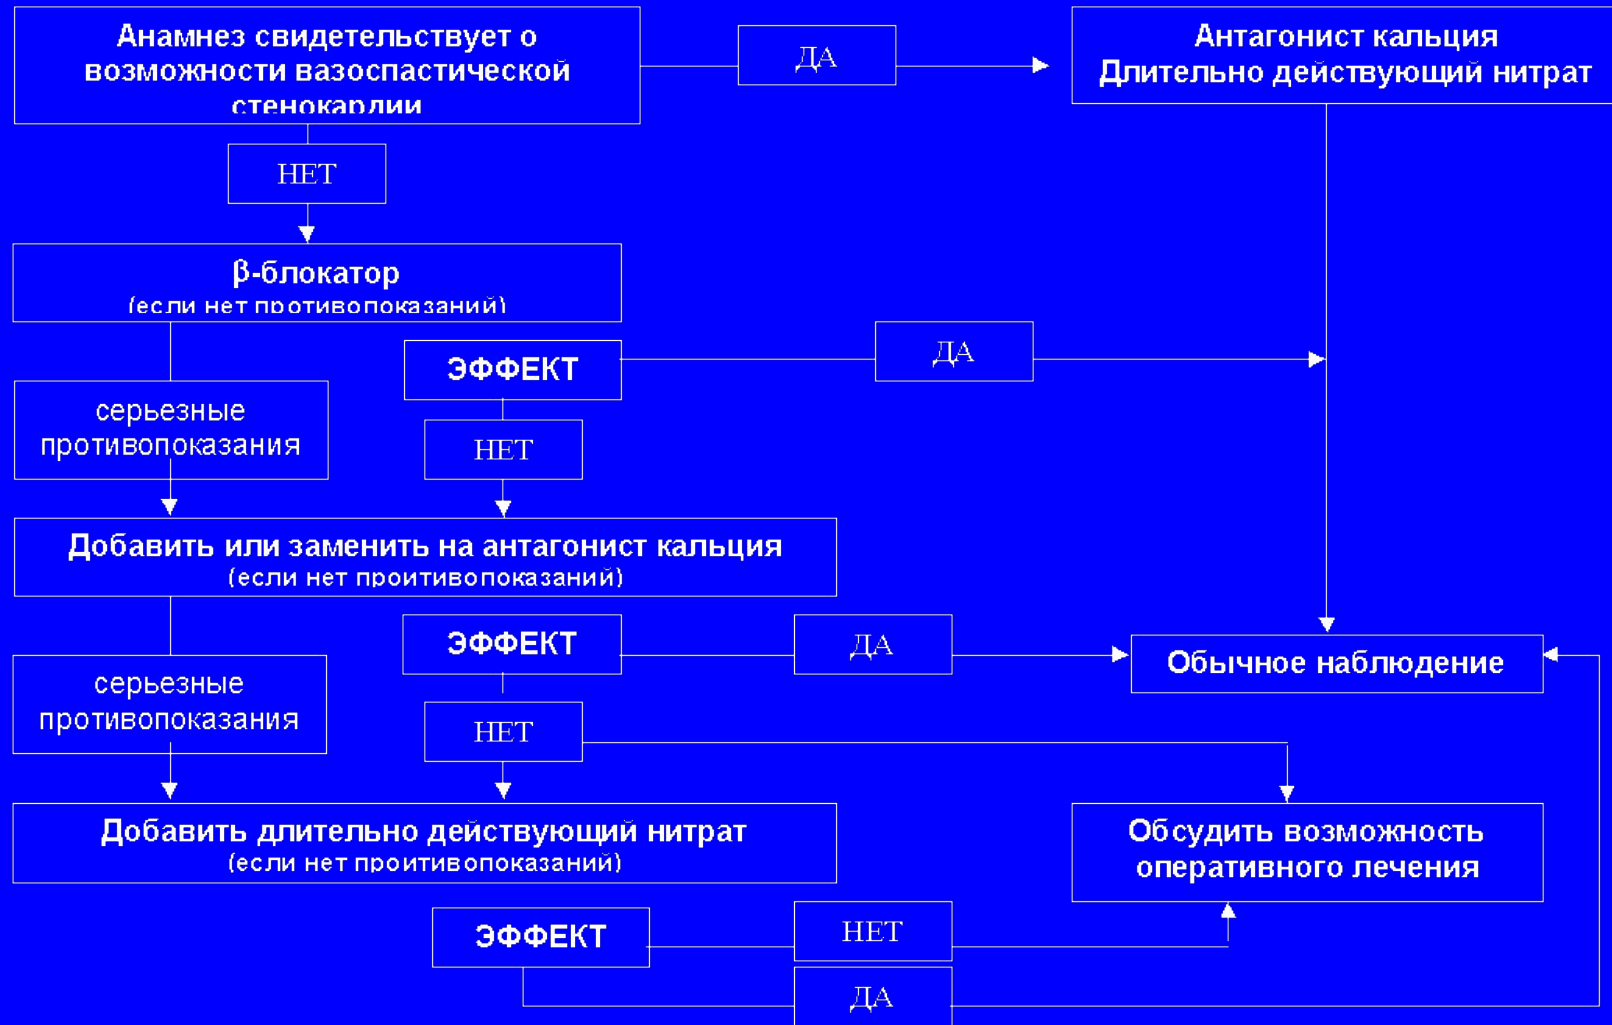 Анамнез свидетельствует о
возможности вазоспастической
стенокардии
ДА
Антагонист кальция
Длительно действующий нитрат
НЕТ
β-блокатор
(если нет противопоказаний)
ЭФФЕКТ
ДА
серьезные
противопоказания
НЕТ
Добавить или заменить на антагонист кальция
(если нет проитивопоказаний)
ЭФФЕКТ
ДА
Обычное наблюдение
серьезные
противопоказания
НЕТ
Добавить длительно действующий нитрат
(если нет проитивопоказаний)
Обсудить возможность
оперативного лечения
ЭФФЕКТ
НЕТ
ДА